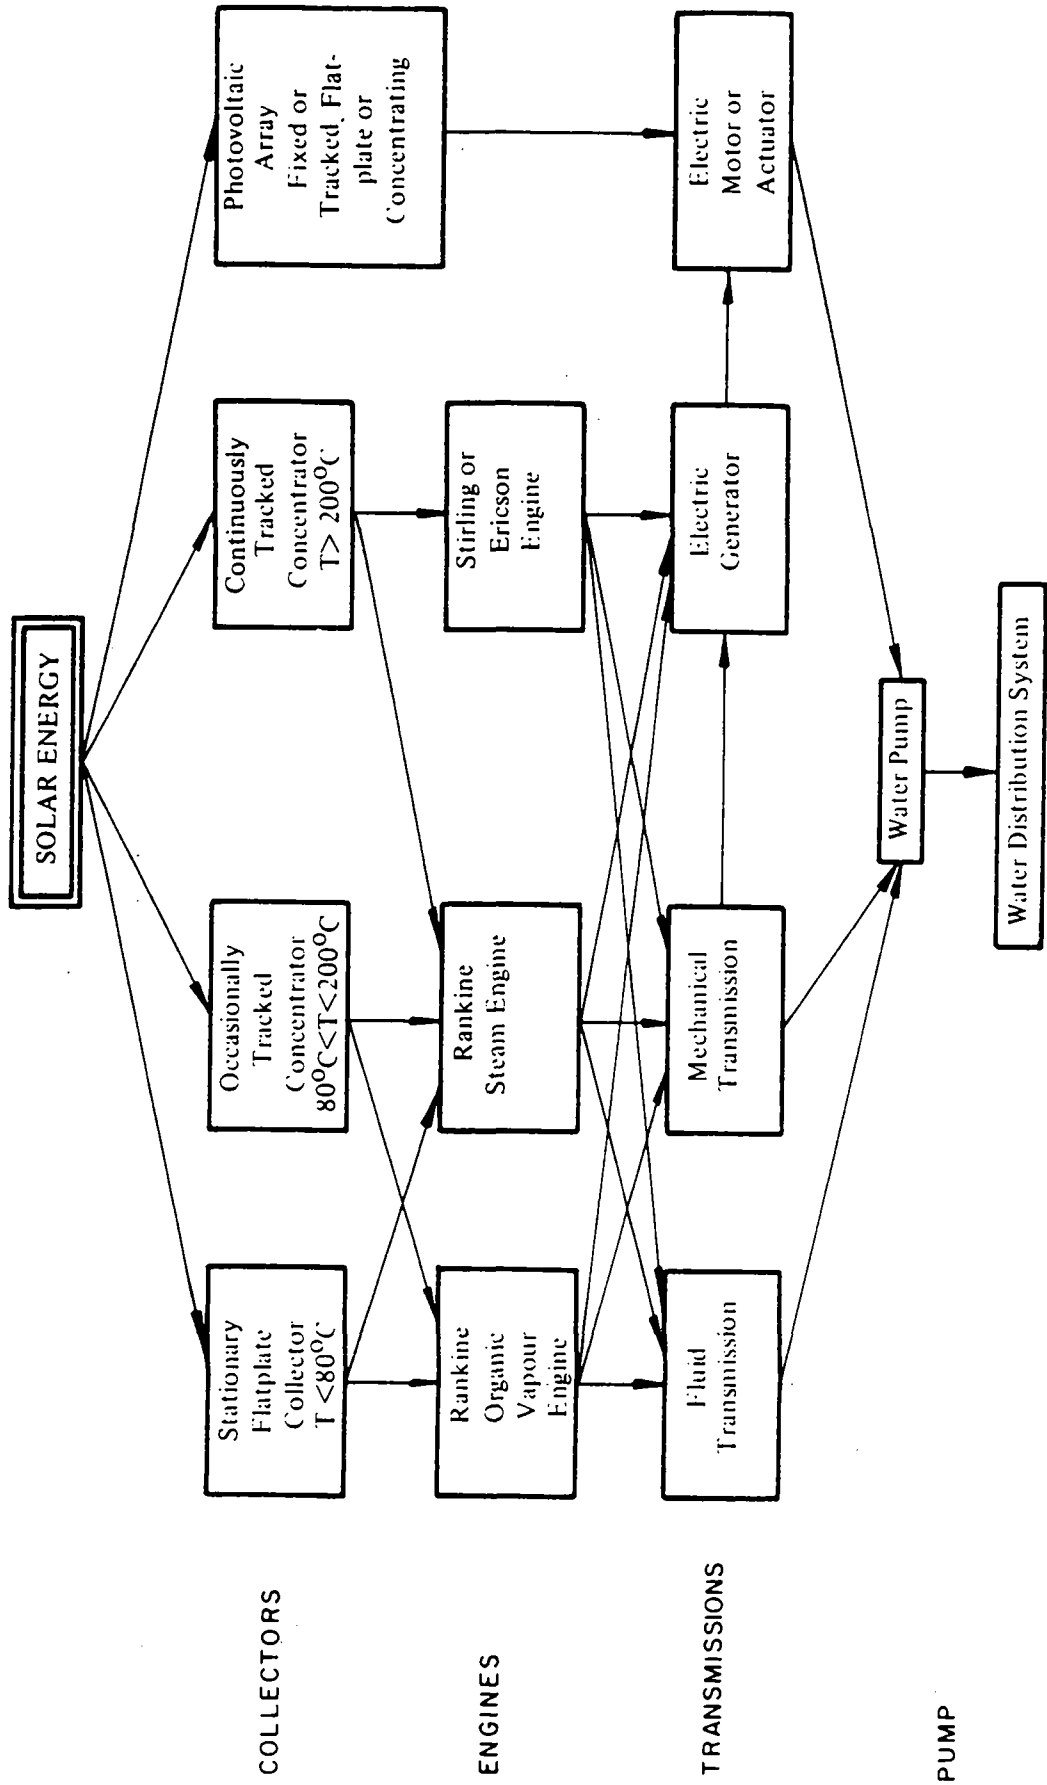 SOLAR ENERGY
COLLECTORS
Stationary
Flatplate
Collector
T <80°C
Occasionally
Tracked
Concentrator
80°C<T<200°C
Continuously
Tracked
Concentrator
T> 200°C
Photovoltaic
Array
Fixed or
Tracked, Flat-
plate or
Concentrating
ENGINES
Rankine
Organic
Vapour
Engine
Rankine
Steam Engine
Stirling or
Ericson
Engine
TRANSMISSIONS
Fluid
Transmission
Mechanical
Transmission
Electric
Generator
Electric
Motor or
Actuator
PUMP
Water Pump
Water Distribution System